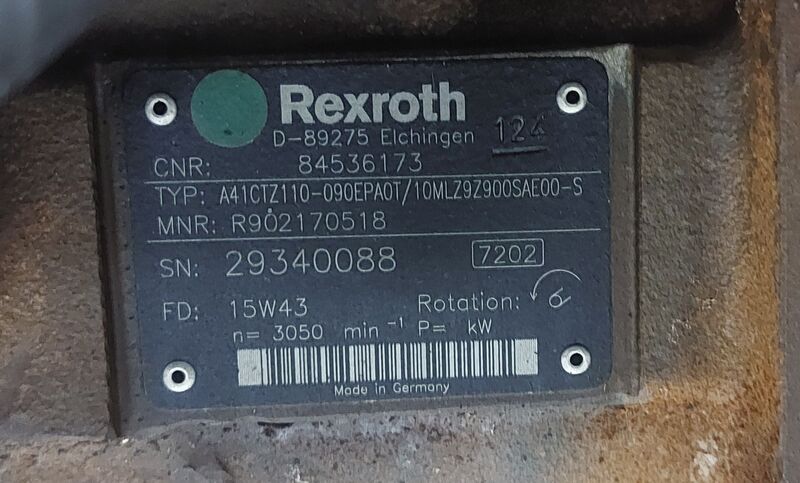 Rexroth
D-89275 Elchingen 124
CNR: 84536173
TYP: A41CTZ110-090EPA0T/10MLZ9Z900SAE00-S
MNR: R902170518
SN: 29340088 7202
FD: 15W43 Rotation:
n= 3050 min⁻¹ P= kW
Made in Germany